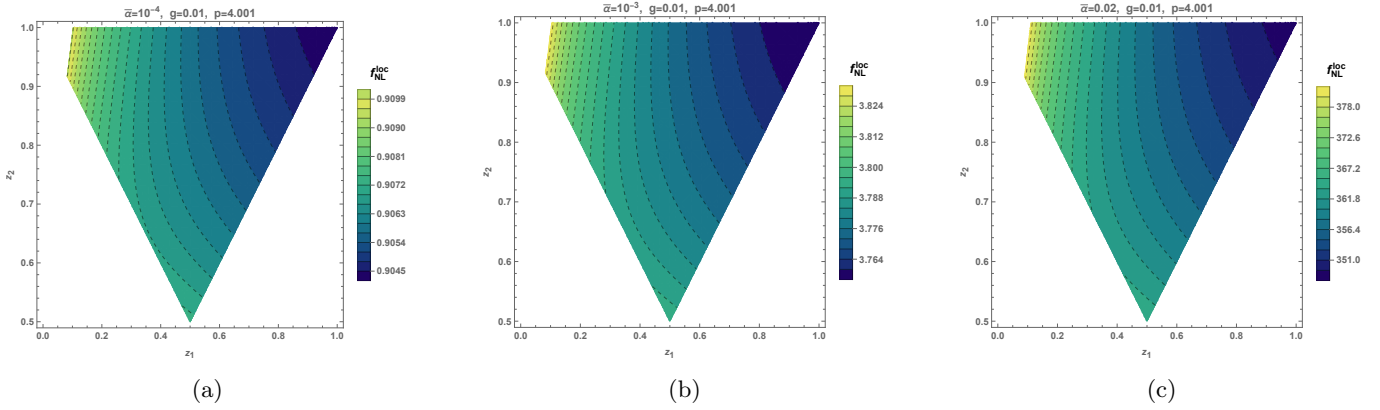 ᾱ=10⁻⁴, g=0.01, p=4.001
1.0
0.9
0.8
0.7
0.6
0.5
z₂
0.0 0.2 0.4 0.6 0.8 1.0
z₁
f_NL^loc
0.9099
0.9090
0.9081
0.9072
0.9063
0.9054
0.9045
(a)
ᾱ=10⁻³, g=0.01, p=4.001
1.0
0.9
0.8
0.7
0.6
0.5
z₂
0.0 0.2 0.4 0.6 0.8 1.0
z₁
f_NL^loc
3.824
3.812
3.800
3.788
3.776
3.764
(b)
ᾱ=0.02, g=0.01, p=4.001
1.0
0.9
0.8
0.7
0.6
0.5
z₂
0.0 0.2 0.4 0.6 0.8 1.0
z₁
f_NL^loc
378.0
372.6
367.2
361.8
356.4
351.0
(c)